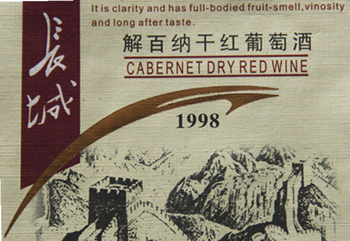 It is clarity and has full-bodied fruit-smell,vinosity
and long after taste.
長城
解百纳干红葡萄酒
CABERNET DRY RED WINE
1998